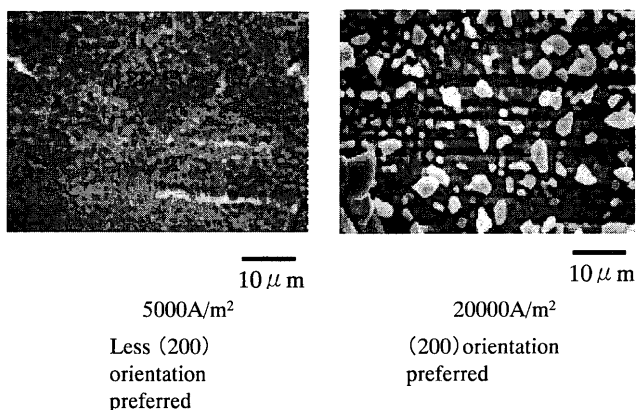 10 μ m
10 μ m
5000A/m²
20000A/m²
Less (200)
orientation
preferred
(200) orientation
preferred